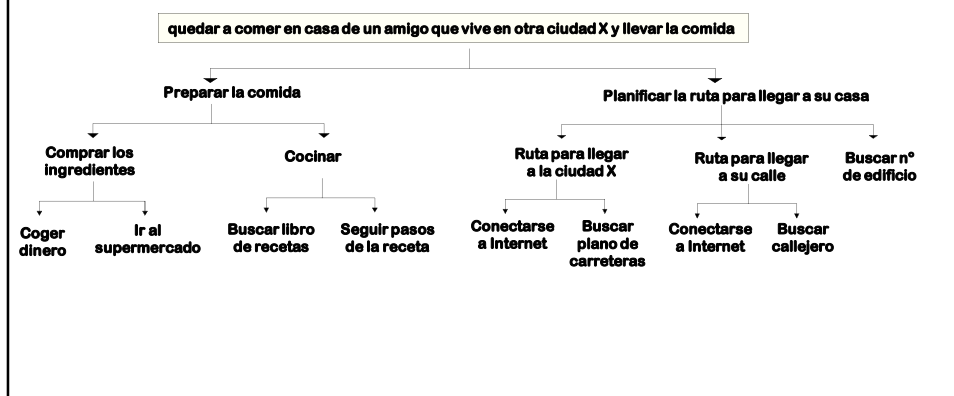 quedar a comer en casa de un amigo que vive en otra ciudad X y llevar la comida
Preparar la comida
Planificar la ruta para llegar a su casa
Comprar los
ingredientes
Cocinar
Ruta para llegar
a la ciudad X
Ruta para llegar
a su calle
Buscar nº
de edificio
Coger
dinero
Ir al
supermercado
Buscar libro
de recetas
Seguir pasos
de la receta
Conectarse
a Internet
Buscar
plano de
carreteras
Conectarse
a Internet
Buscar
callejero